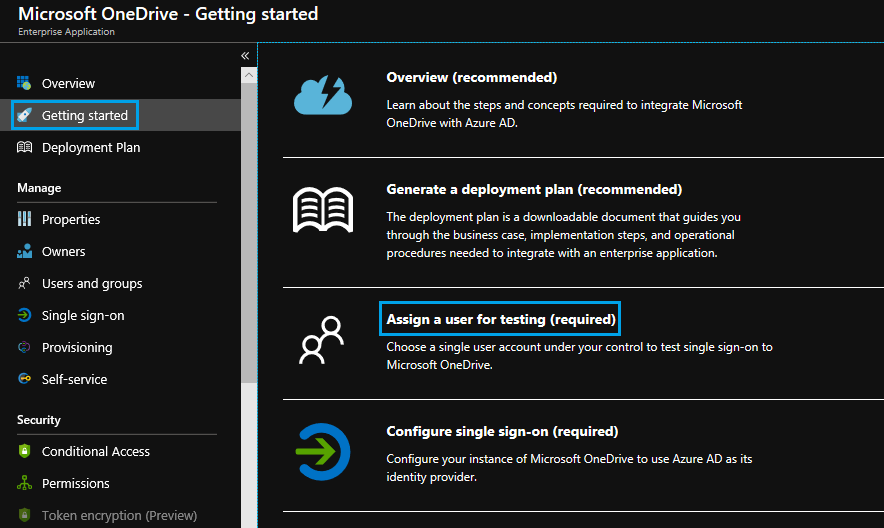 Microsoft OneDrive - Getting started
Enterprise Application
«
Overview
Getting started
Deployment Plan
Manage
Properties
Owners
Users and groups
Single sign-on
Provisioning
Self-service
Security
Conditional Access
Permissions
Token encryption (Preview)
Overview (recommended)
Learn about the steps and concepts required to integrate Microsoft
OneDrive with Azure AD.
Generate a deployment plan (recommended)
The deployment plan is a downloadable document that guides you
through the business case, implementation steps, and operational
procedures needed to integrate with an enterprise application.
Assign a user for testing (required)
Choose a single user account under your control to test single sign-on to
Microsoft OneDrive.
Configure single sign-on (required)
Configure your instance of Microsoft OneDrive to use Azure AD as its
identity provider.